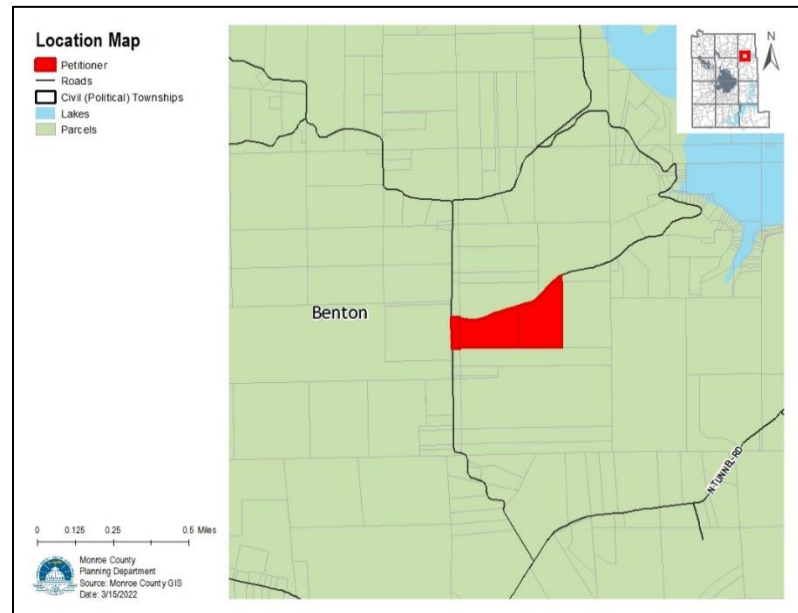 Location Map
Petitioner
Roads
Civil (Political) Townships
Lakes
Parcels
N
Benton
N-TUNNEL-RD
0 0.125 0.25 0.5 Miles
Monroe County
Planning Department
Source: Monroe County GIS
Date: 3/15/2022